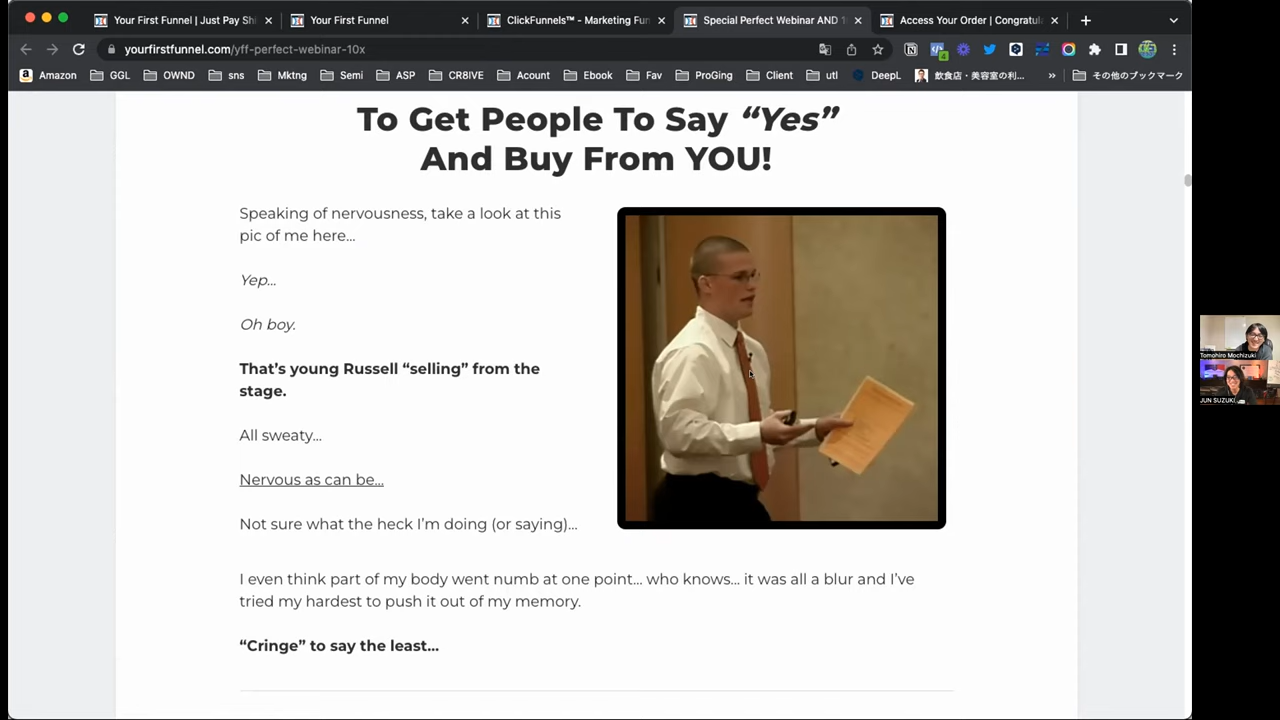 Your First Funnel | Just Pay Shi
Your First Funnel
ClickFunnels™ - Marketing Fun
Special Perfect Webinar AND 1
Access Your Order | Congratul
yourfirstfunnel.com/yff-perfect-webinar-10x
4
Amazon
GGL
OWND
sns
Mktng
Semi
ASP
CR8IVE
Acount
Ebook
Fav
ProGing
Client
utl
DeepL
飲食店・美容室の利...
»
その他のブックマーク
To Get People To Say “Yes”
And Buy From YOU!
Speaking of nervousness, take a look at this
pic of me here...
Yep...
Oh boy.
That’s young Russell “selling” from the
stage.
All sweaty...
Nervous as can be...
Not sure what the heck I’m doing (or saying)...
I even think part of my body went numb at one point... who knows... it was all a blur and I’ve
tried my hardest to push it out of my memory.
“Cringe” to say the least...
Tomohiro Mochizuki
JUN SUZUKI